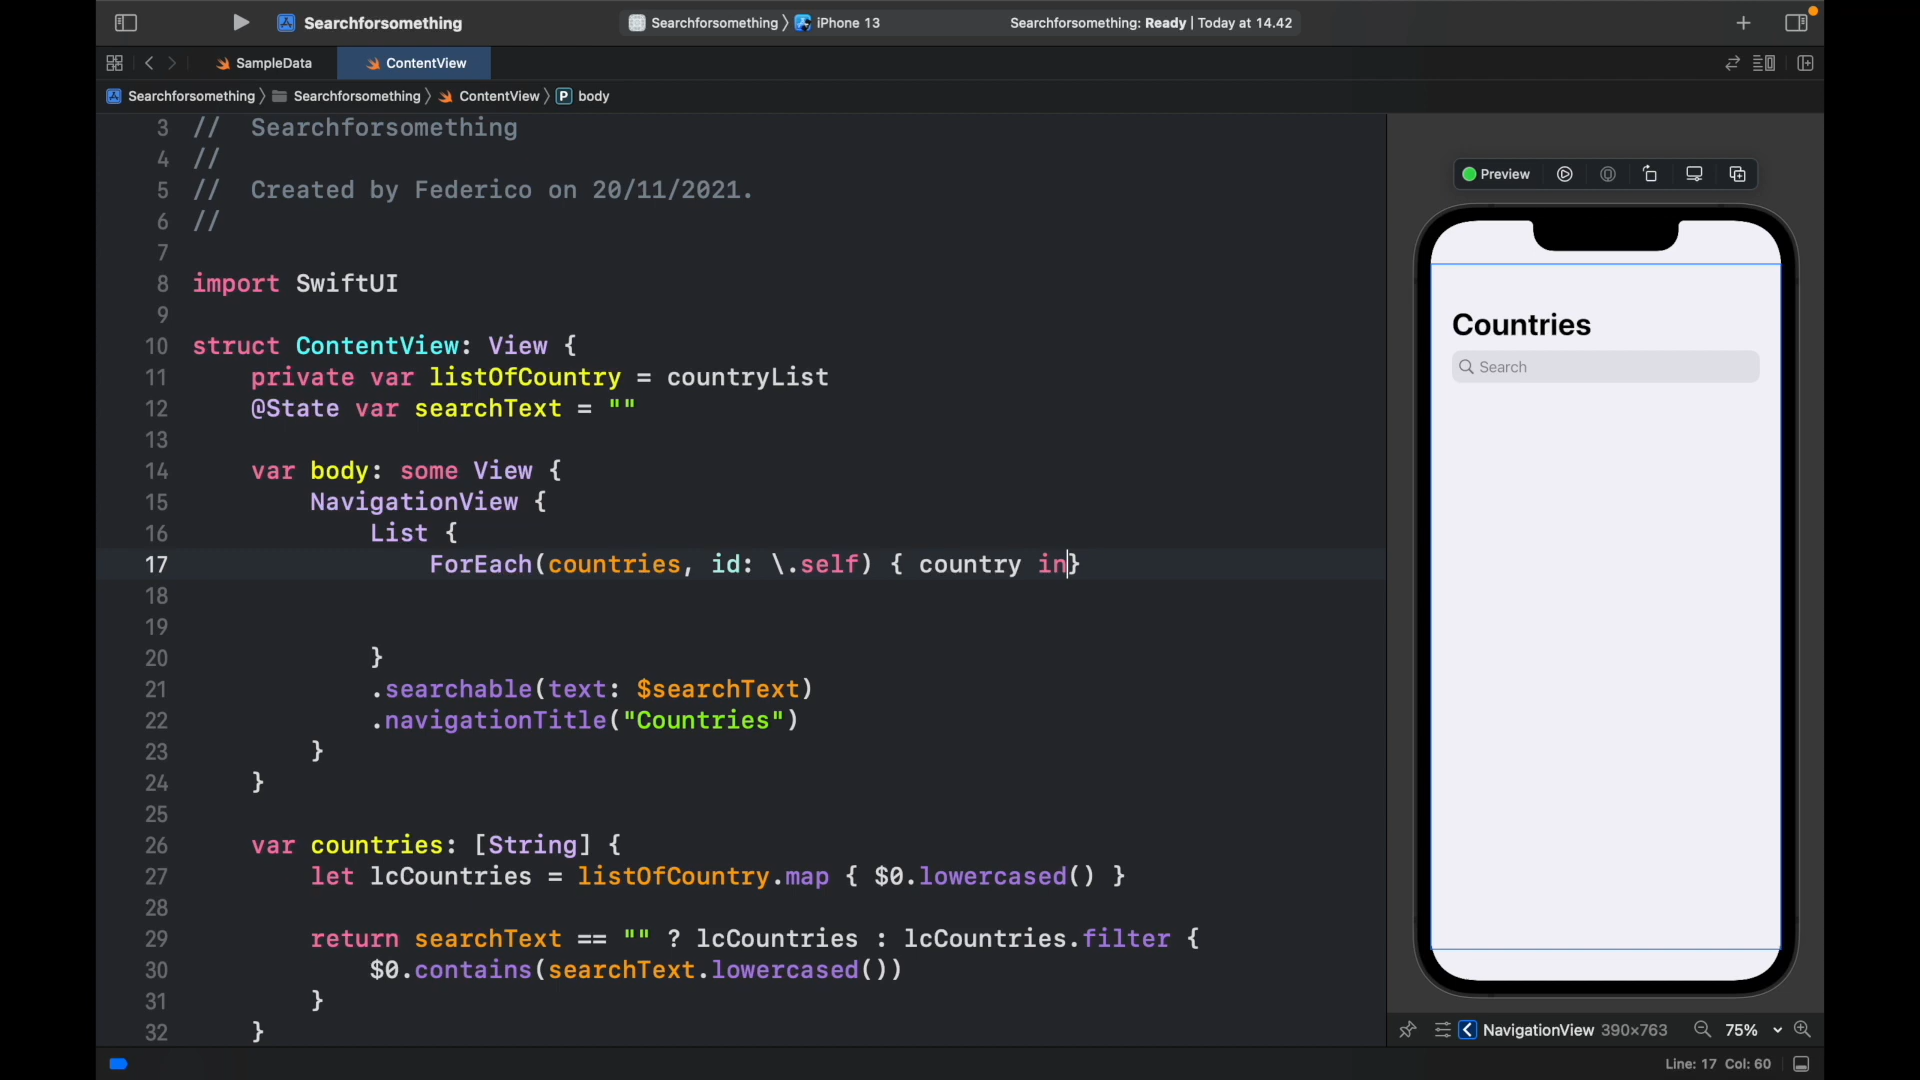 Searchforsomething
Searchforsomething 〉 iPhone 13
Searchforsomething: Ready | Today at 14.42
SampleData
ContentView
Searchforsomething 〉 Searchforsomething 〉 ContentView 〉 P body
3 //  Searchforsomething
4 //
5 //  Created by Federico on 20/11/2021.
6 //
7
8 import SwiftUI
9
10 struct ContentView: View {
11     private var listOfCountry = countryList
12     @State var searchText = ""
13
14     var body: some View {
15         NavigationView {
16             List {
17                 ForEach(countries, id: \.self) { country in}
18
19
20             }
21             .searchable(text: $searchText)
22             .navigationTitle("Countries")
23         }
24     }
25
26     var countries: [String] {
27         let lcCountries = listOfCountry.map { $0.lowercased() }
28
29         return searchText == "" ? lcCountries : lcCountries.filter {
30             $0.contains(searchText.lowercased())
31         }
32     }
Preview
Countries
Search
NavigationView 390×763
75%
Line: 17 Col: 60